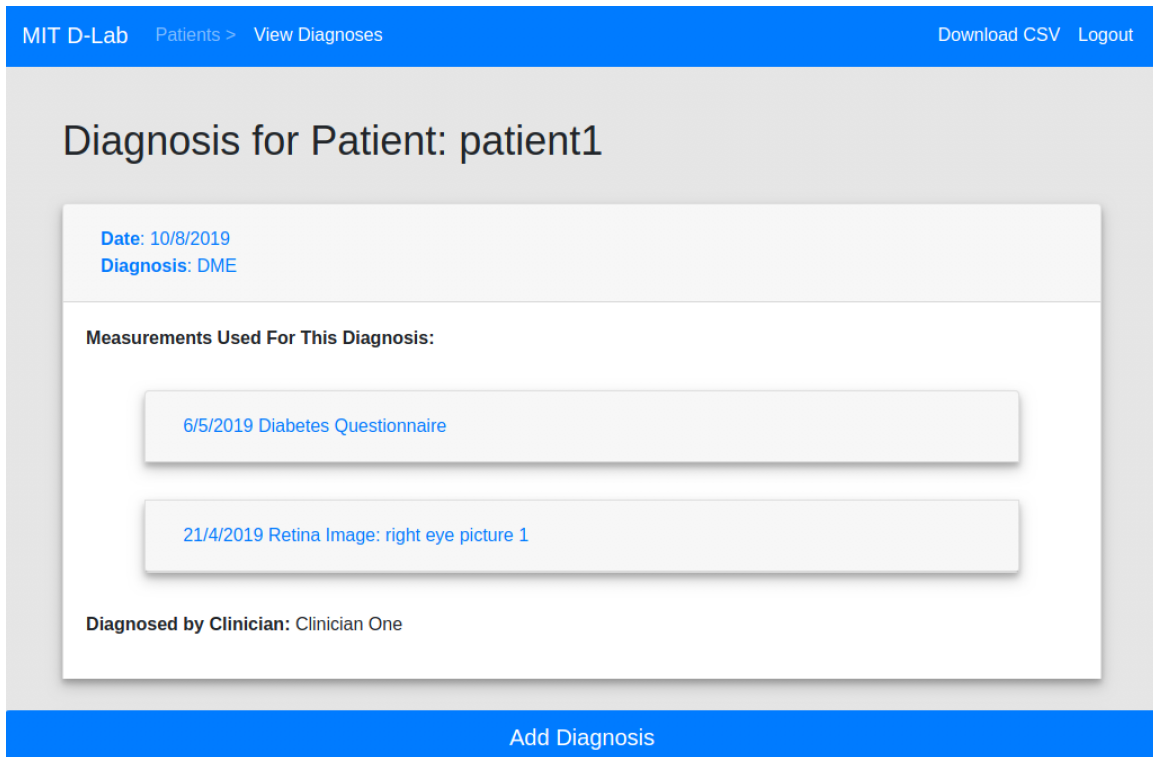 MIT D-Lab Patients > View Diagnoses Download CSV Logout
Diagnosis for Patient: patient1
Date: 10/8/2019
Diagnosis: DME
Measurements Used For This Diagnosis:
6/5/2019 Diabetes Questionnaire
21/4/2019 Retina Image: right eye picture 1
Diagnosed by Clinician: Clinician One
Add Diagnosis